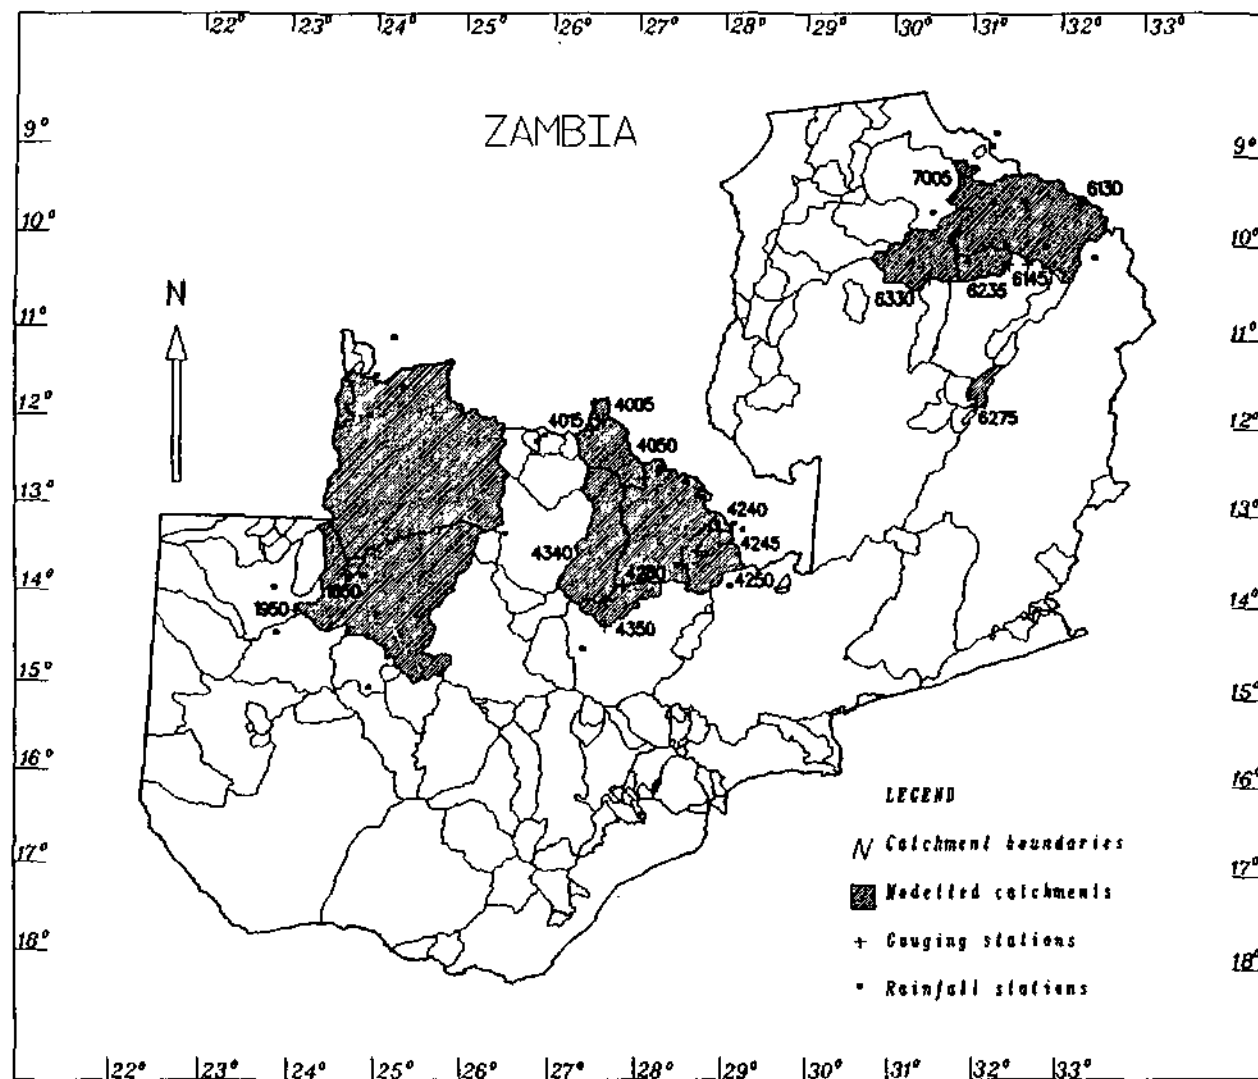 22° 23° 24° 25° 26° 27° 28° 29° 30° 31° 32° 33°
ZAMBIA
9° 9°
7005 6130
10° 10°
6330 6235 6145
N
11° 11°
12° 12°
4015 4005
6275
4050
13° 13°
4240
4340 4245
14° 4250 14°
1950
4350
15° 15°
16° 16°
LEGEND
N Catchment boundaries
17° 17°
Modelled catchments
+ Gauging stations
18° 18°
• Rainfall stations
22° 23° 24° 25° 26° 27° 28° 29° 30° 31° 32° 33°